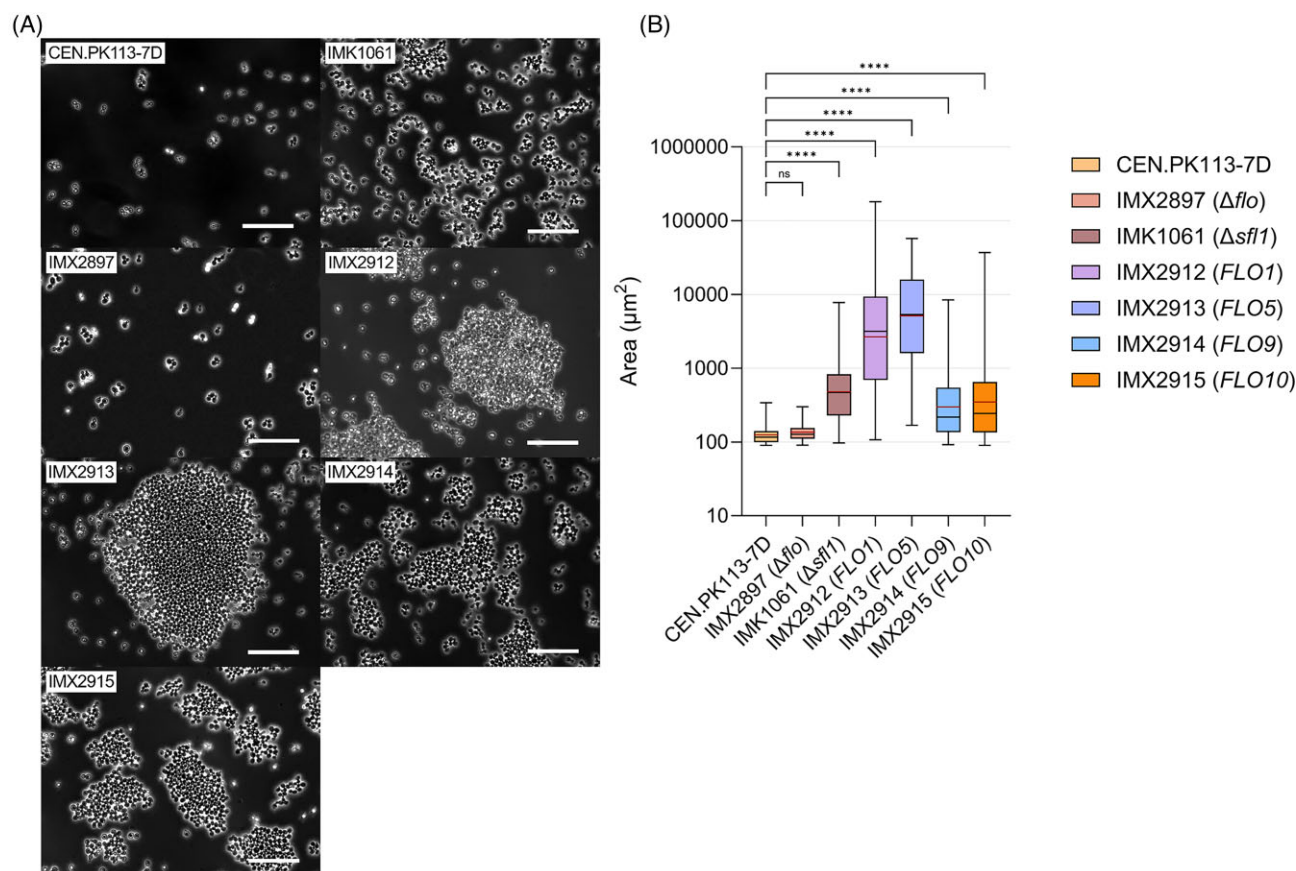 (A)
CEN.PK113-7D
IMK1061
IMX2897
IMX2912
IMX2913
IMX2914
IMX2915
(B)
****
****
****
****
****
ns
1000000
100000
10000
1000
100
10
Area (µm²)
CEN.PK113-7D
IMX2897 (Δflo)
IMK1061 (Δsfl1)
IMX2912 (FLO1)
IMX2913 (FLO5)
IMX2914 (FLO9)
IMX2915 (FLO10)
CEN.PK113-7D
IMX2897 (Δflo)
IMK1061 (Δsfl1)
IMX2912 (FLO1)
IMX2913 (FLO5)
IMX2914 (FLO9)
IMX2915 (FLO10)